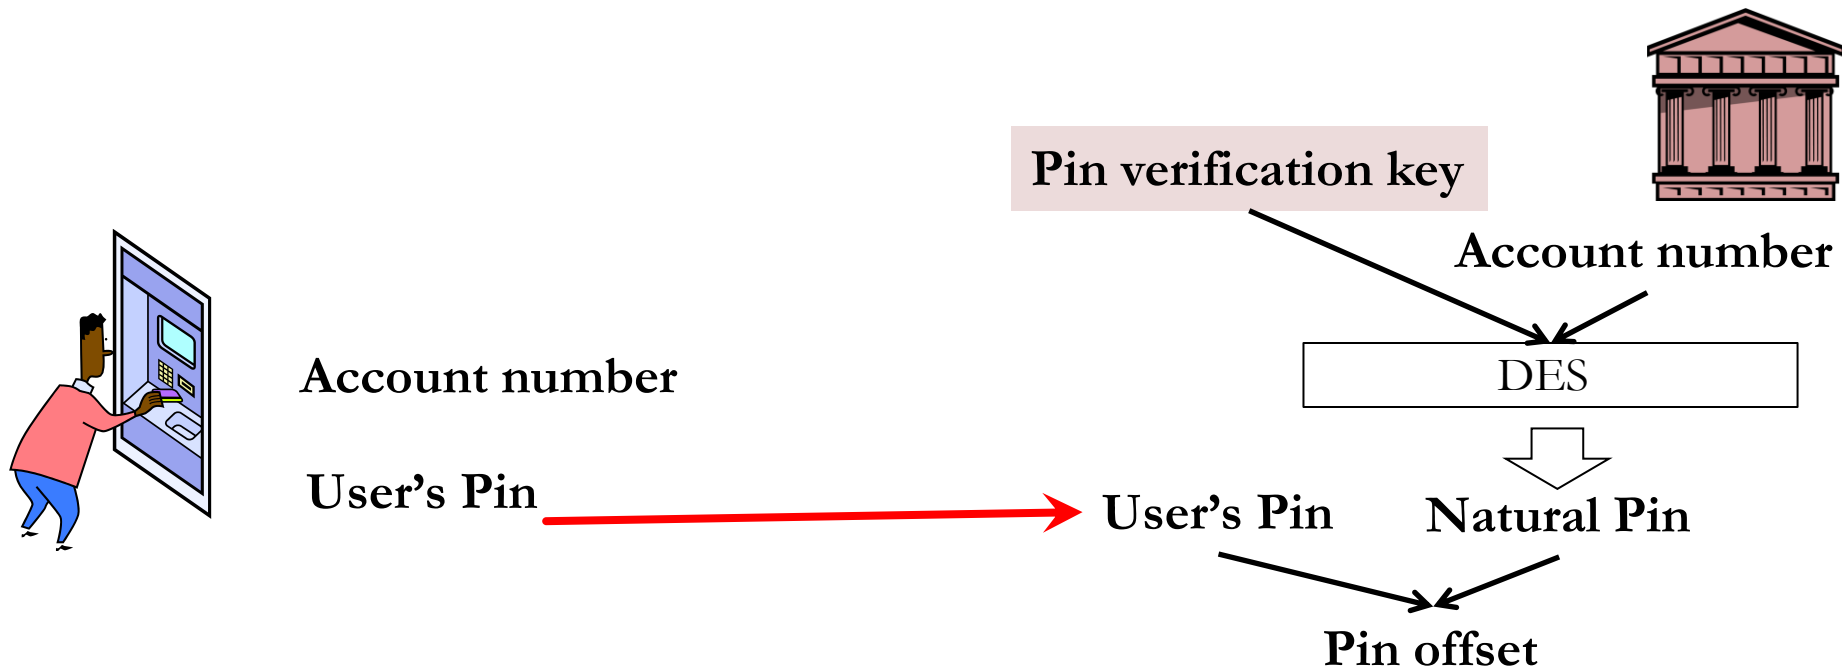 Pin verification key
Account number
Account number
DES
User’s Pin
User’s Pin
Natural Pin
Pin offset